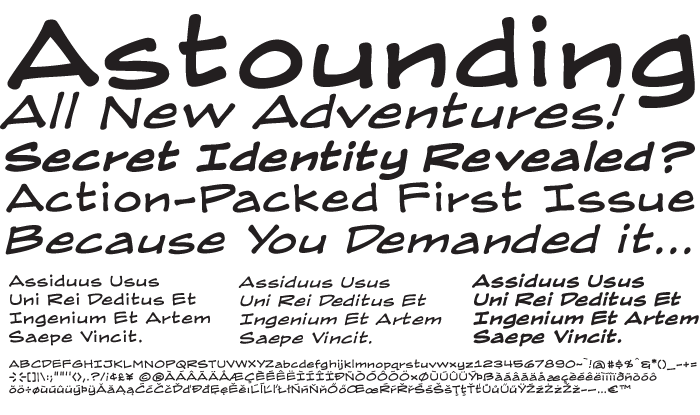 Astounding
All New Adventures!
Secret Identity Revealed?
Action-Packed First Issue
Because You Demanded it...
Assiduus Usus
Uni Rei Deditus Et
Ingenium Et Artem
Saepe Vincit.
Assiduus Usus
Uni Rei Deditus Et
Ingenium Et Artem
Saepe Vincit.
Assiduus Usus
Uni Rei Deditus Et
Ingenium Et Artem
Saepe Vincit.
ABCDEFGHIJKLMNOPQRSTUVWXYZabcdefghijklmnopqrstuvwxyz1234567890